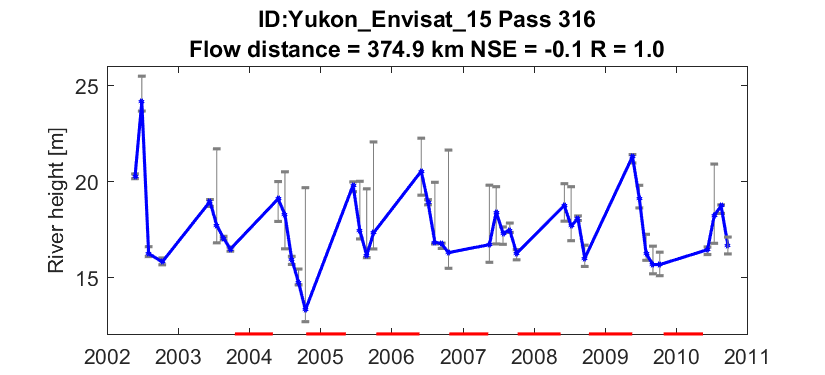 ID:Yukon_Envisat_15 Pass 316
Flow distance = 374.9 km NSE = -0.1 R = 1.0
River height [m]
25
20
15
2002 2003 2004 2005 2006 2007 2008 2009 2010 2011